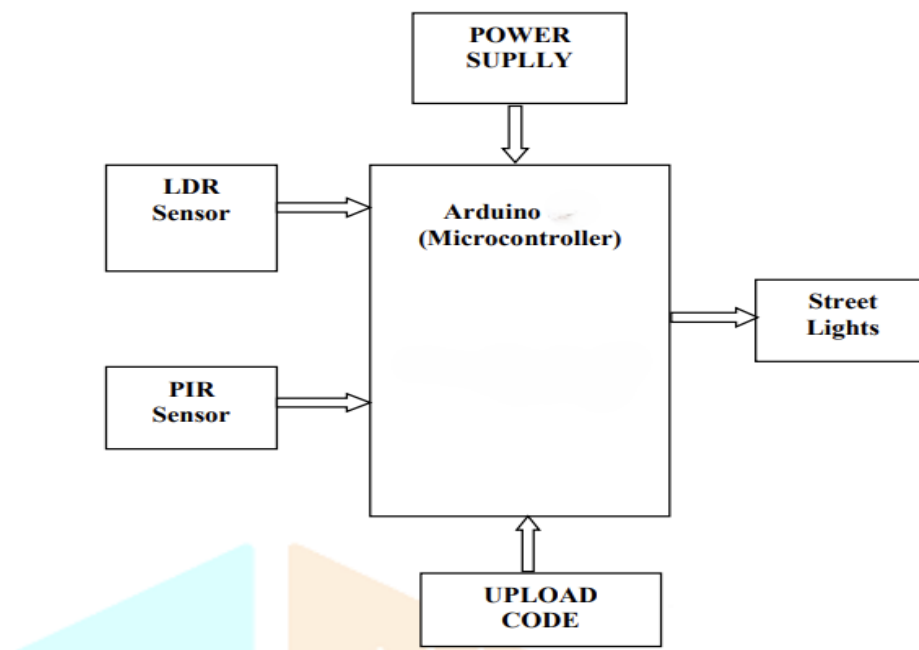 POWER
SUPLLY
LDR
Sensor
Arduino
(Microcontroller)
Street
Lights
PIR
Sensor
UPLOAD
CODE